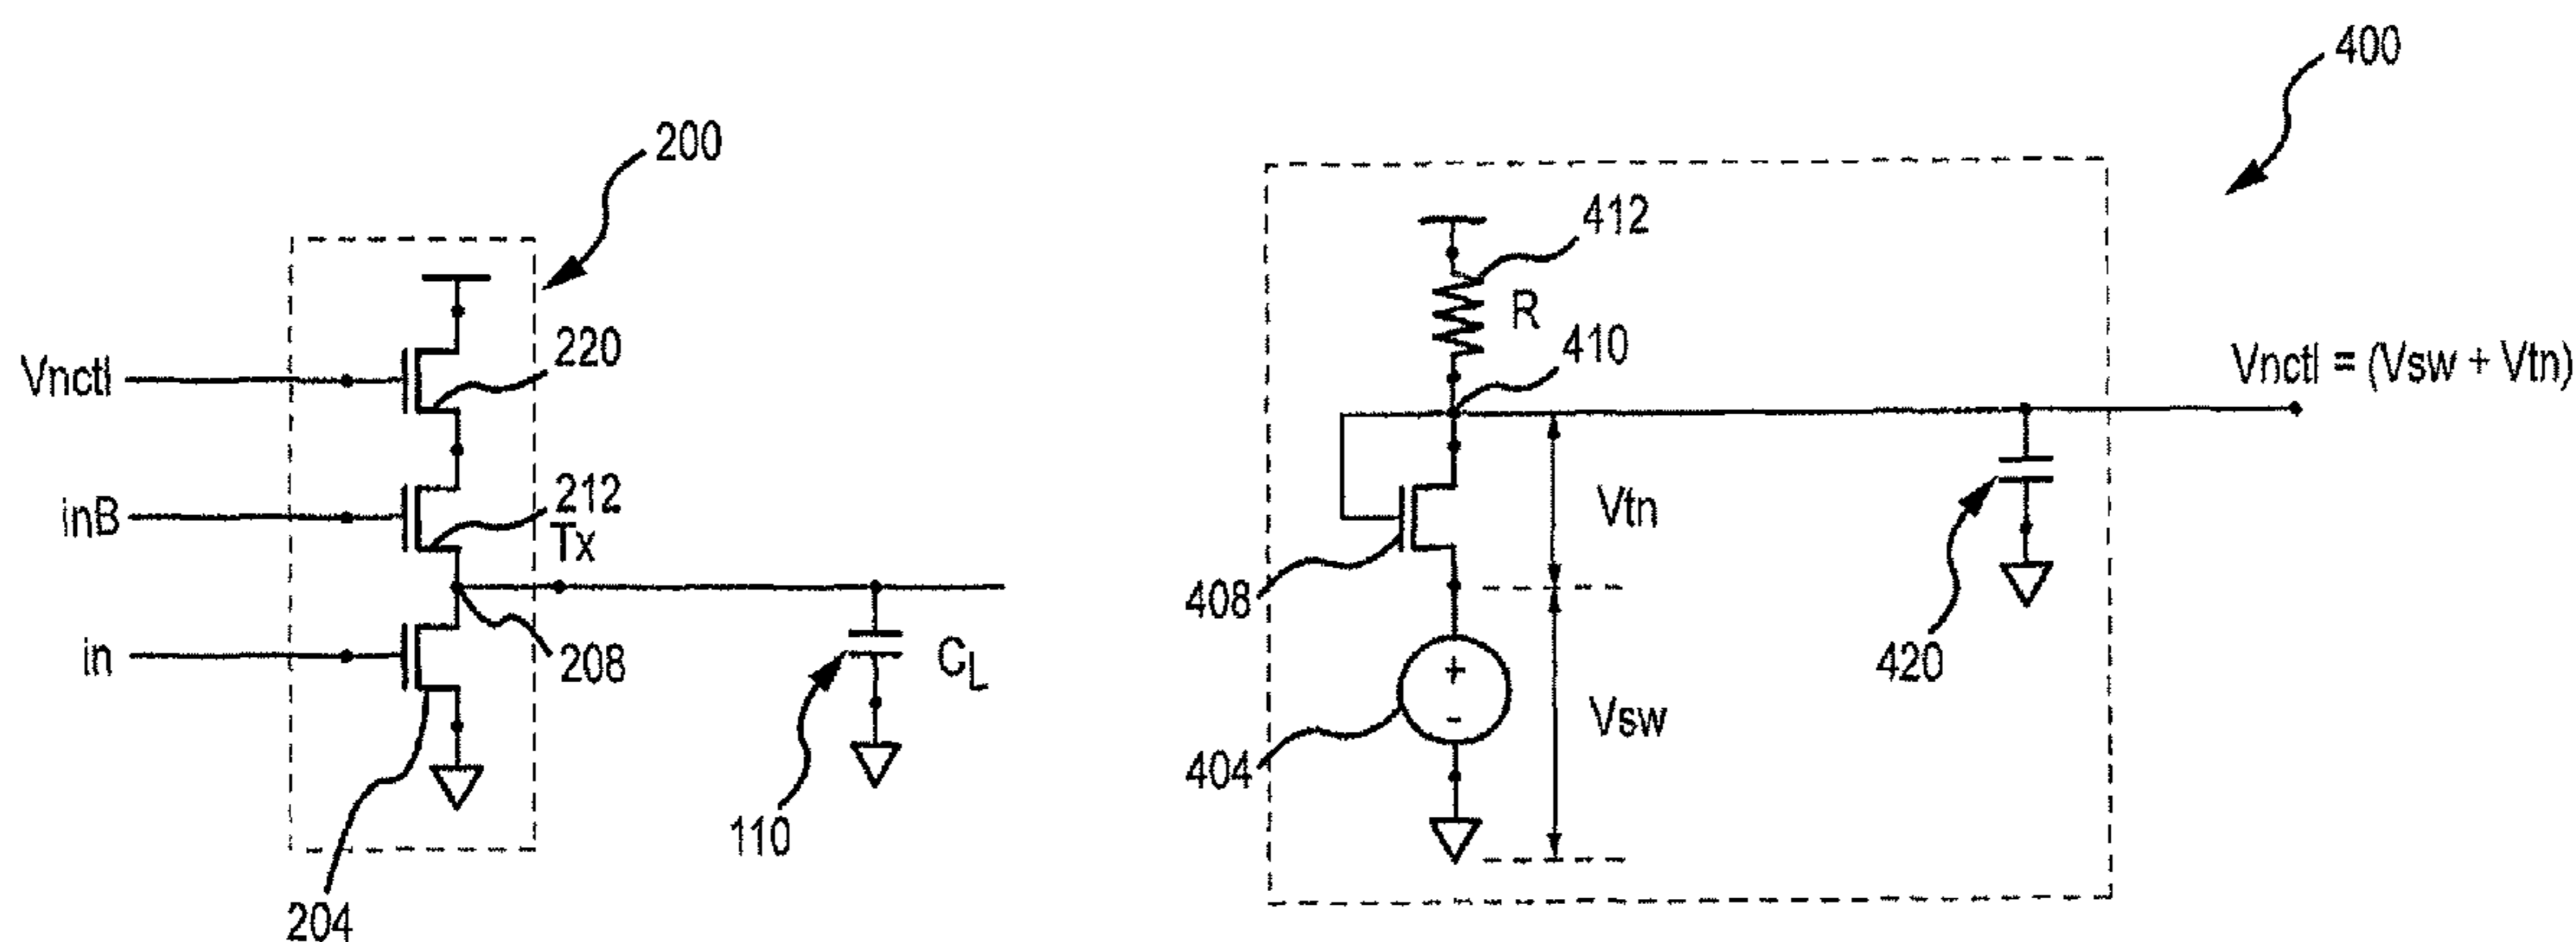 200
Vnctl
220
inB
212
Tx
in
208
CL
110
204
400
412
R
410
Vnctl = (Vsw + Vtn)
Vtn
408
420
Vsw
404